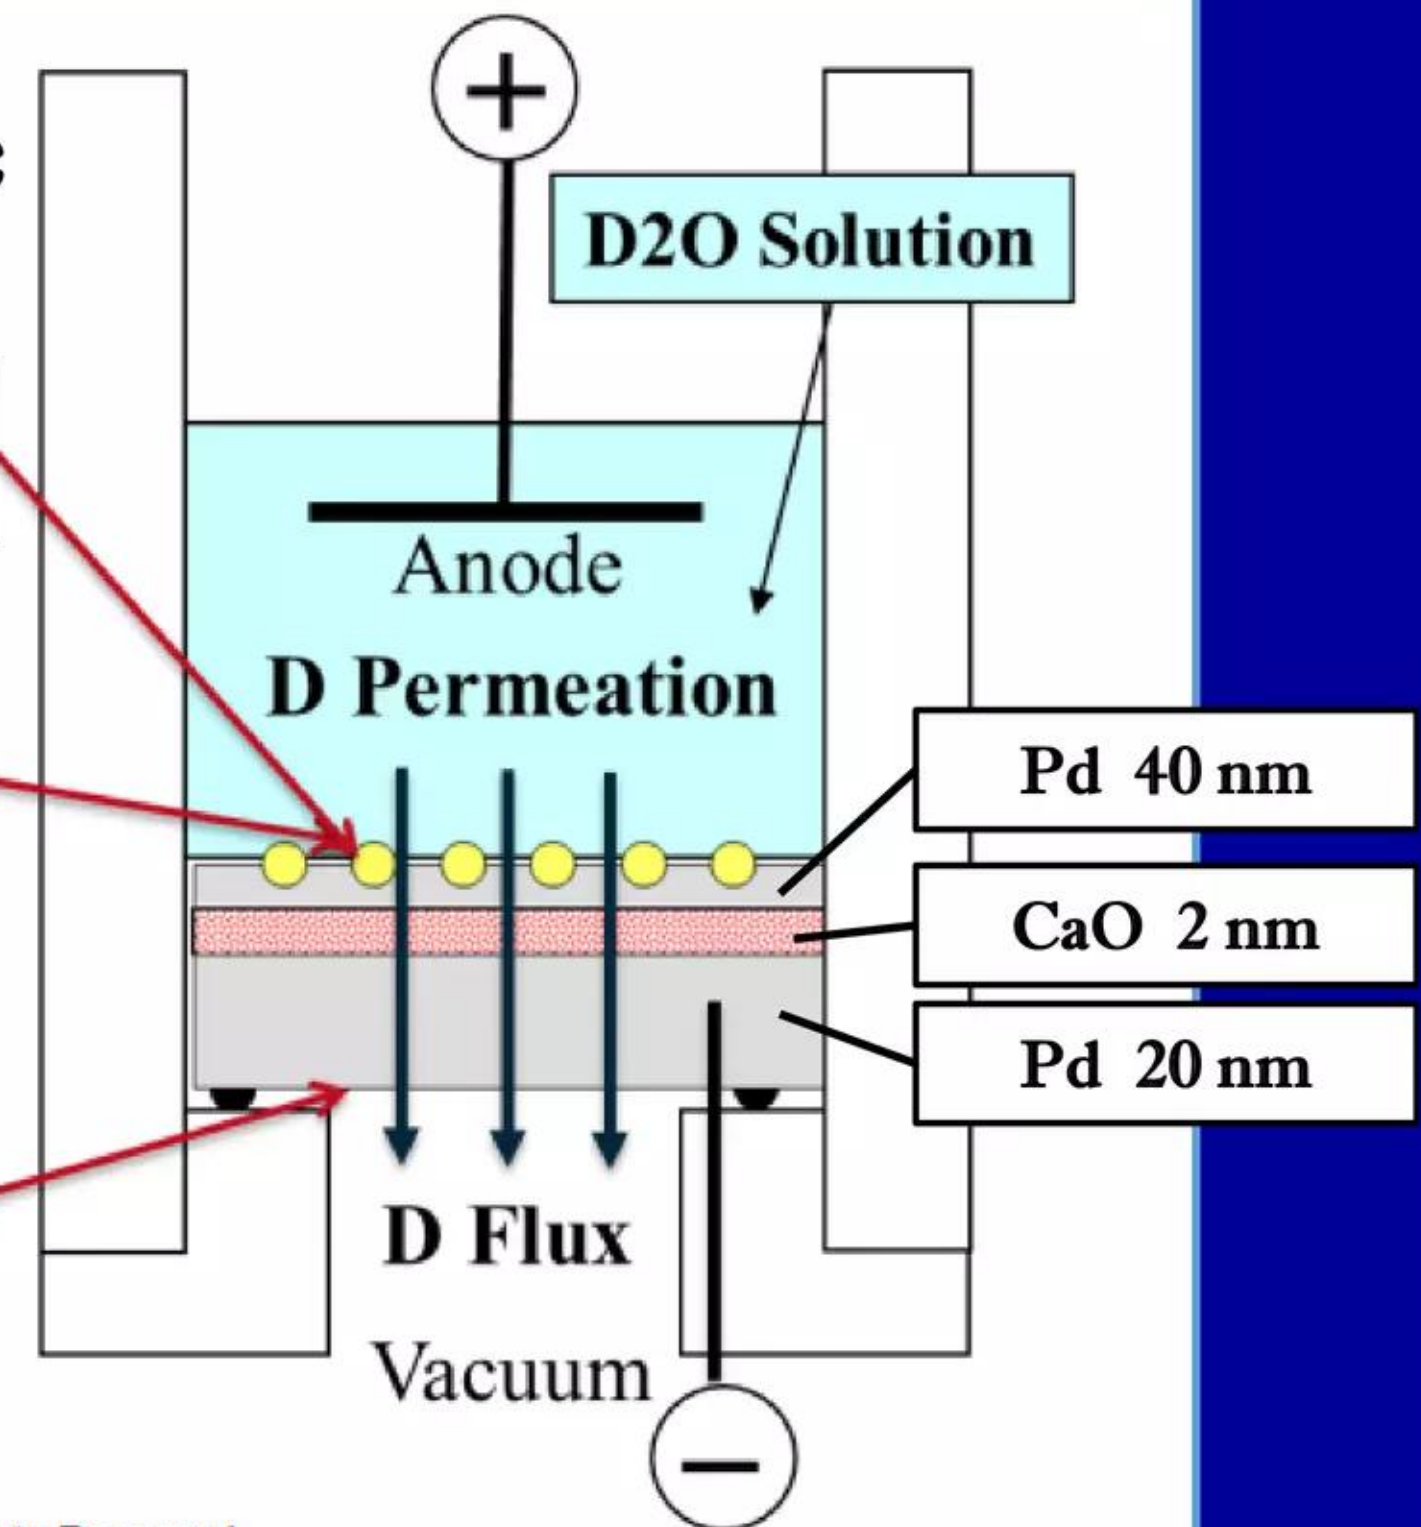 +
D2O Solution
Anode
D Permeation
Pd 40 nm
CaO 2 nm
Pd 20 nm
D Flux
Vacuum
−